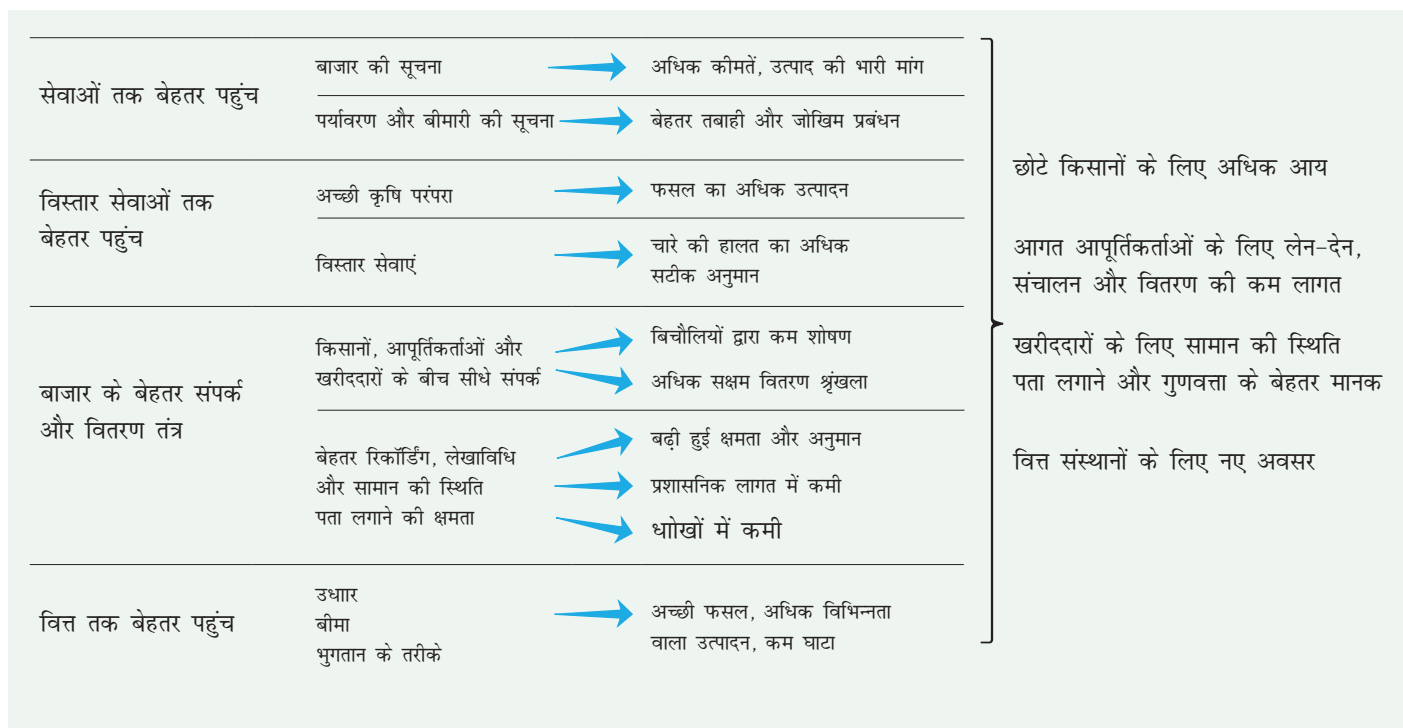 सेवाओं तक बेहतर पहुंच
बाजार की सूचना
अधिक कीमतें, उत्पाद की भारी मांग
पर्यावरण और बीमारी की सूचना
बेहतर तबाही और जोखिम प्रबंधन
विस्तार सेवाओं तक
बेहतर पहुंच
अच्छी कृषि परंपरा
फसल का अधिक उत्पादन
विस्तार सेवाएं
चारे की हालत का अधिक
सटीक अनुमान
बाजार के बेहतर संपर्क
और वितरण तंत्र
किसानों, आपूर्तिकर्ताओं और
खरीददारों के बीच सीधे संपर्क
बिचौलियों द्वारा कम शोषण
अधिक सक्षम वितरण श्रृंखला
बेहतर रिकॉर्डिंग, लेखाविधि
और सामान की स्थिति
पता लगाने की क्षमता
बढ़ी हुई क्षमता और अनुमान
प्रशासनिक लागत में कमी
धाोखों में कमी
वित्त तक बेहतर पहुंच
उधाार
बीमा
भुगतान के तरीके
अच्छी फसल, अधिक विभिन्नता
वाला उत्पादन, कम घाटा
छोटे किसानों के लिए अधिक आय
आगत आपूर्तिकर्ताओं के लिए लेन-देन,
संचालन और वितरण की कम लागत
खरीददारों के लिए सामान की स्थिति
पता लगाने और गुणवत्ता के बेहतर मानक
वित्त संस्थानों के लिए नए अवसर